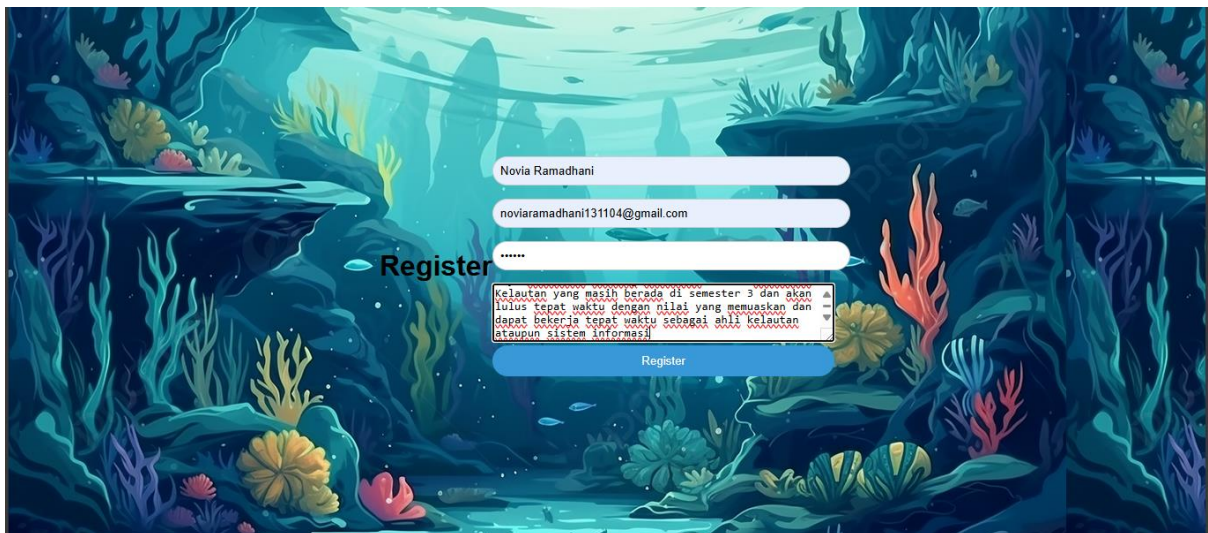 Novia Ramadhani
noviaramadhani131104@gmail.com
••••••
Register
Kelautan yang masih berada di semester 3 dan akan
lulus tepat waktu dengan nilai yang memuaskan dan
dapat bekerja tepat waktu sebagai ahli kelautan
ataupun sistem informasi
Register